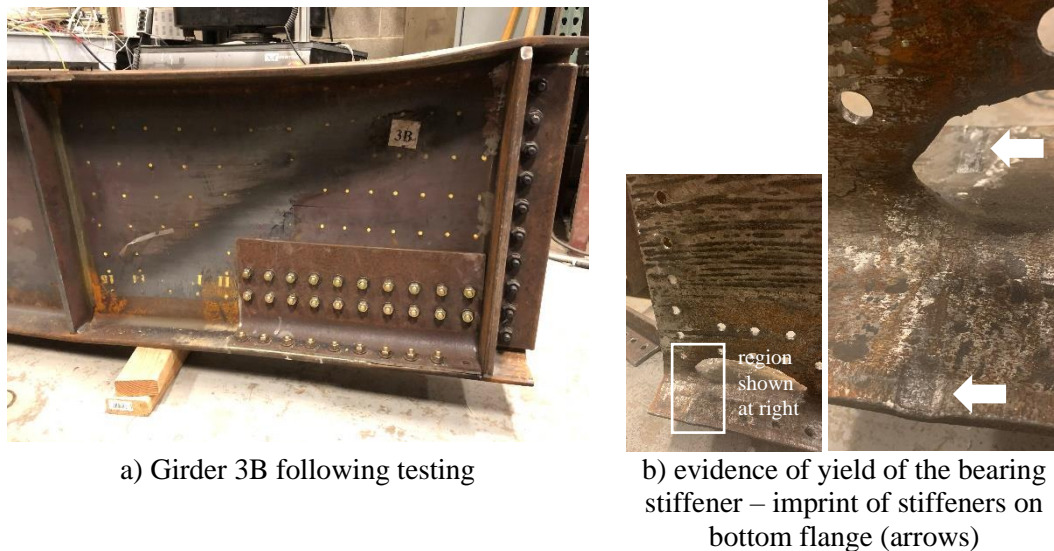 3B
region
shown
at right
a) Girder 3B following testing
b) evidence of yield of the bearing
stiffener – imprint of stiffeners on
bottom flange (arrows)